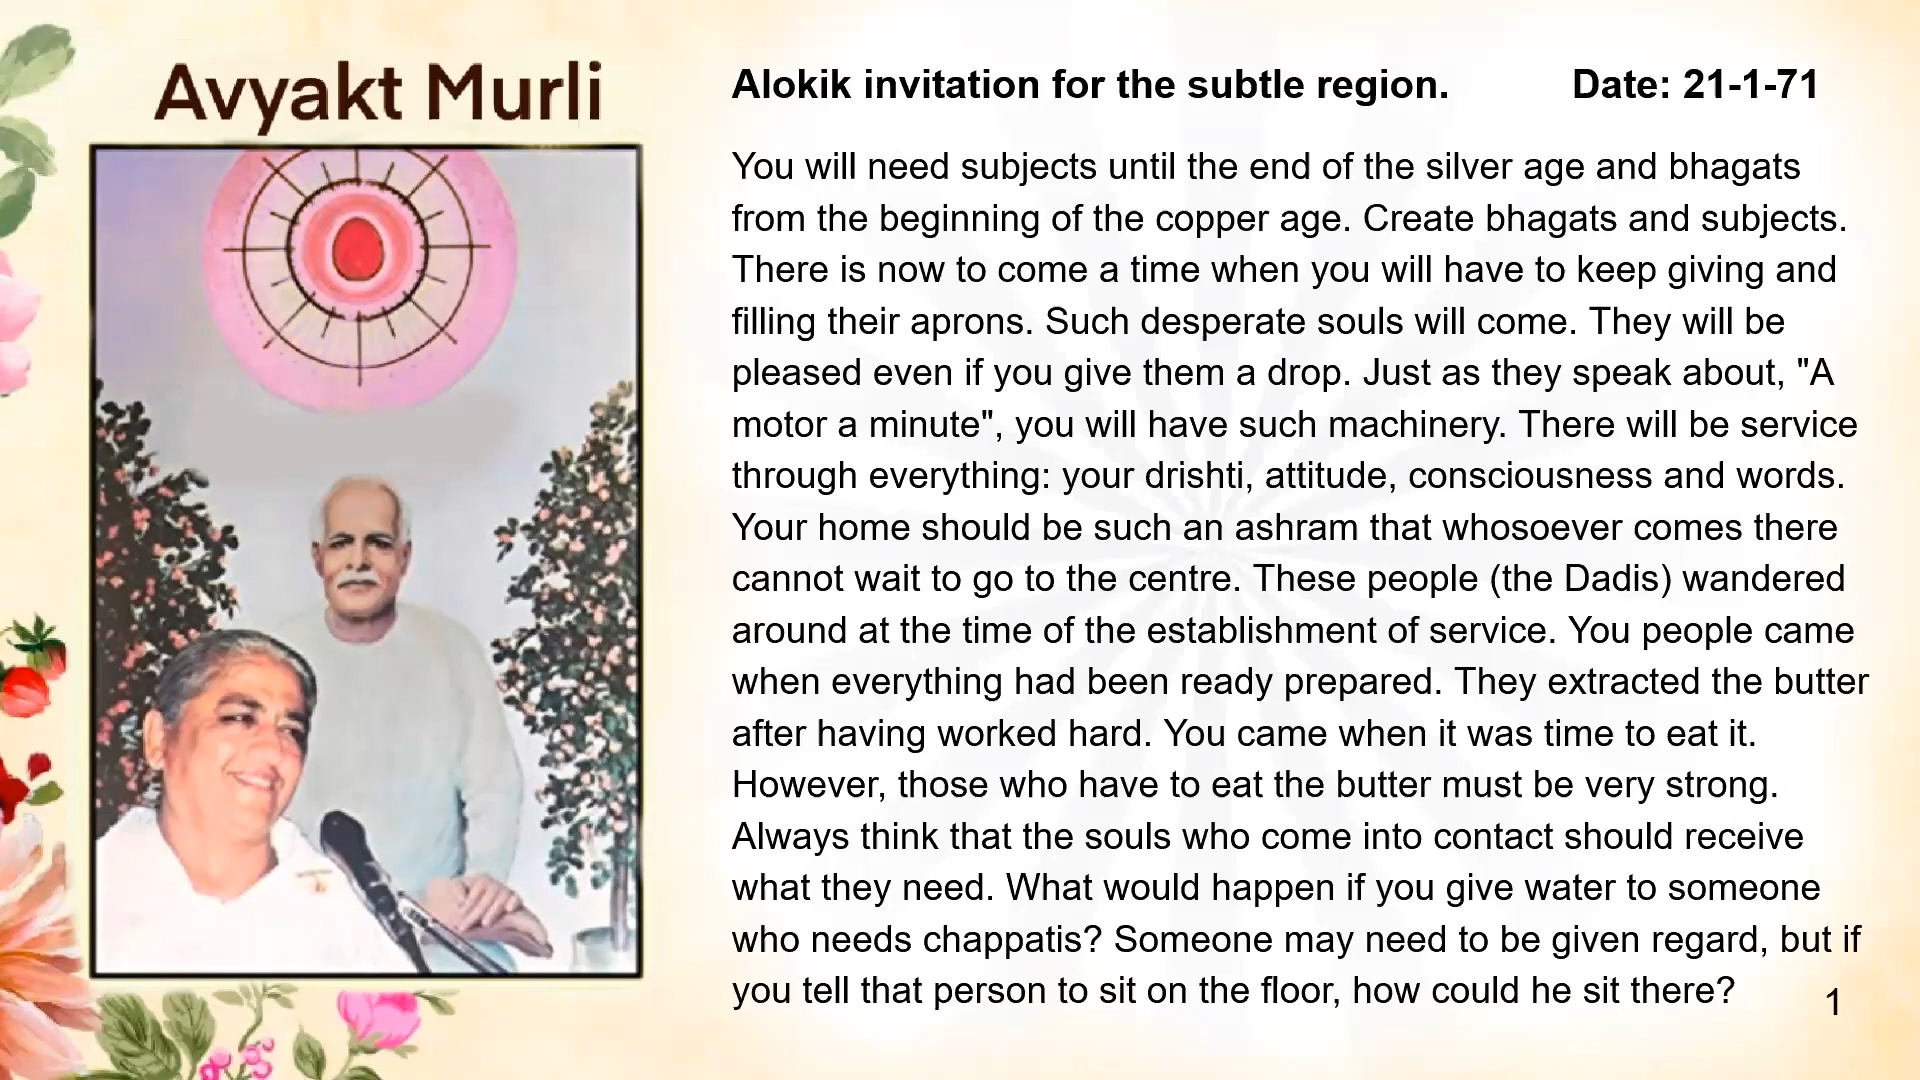 Avyakt Murli
Alokik invitation for the subtle region. Date: 21-1-71
You will need subjects until the end of the silver age and bhagats
from the beginning of the copper age. Create bhagats and subjects.
There is now to come a time when you will have to keep giving and
filling their aprons. Such desperate souls will come. They will be
pleased even if you give them a drop. Just as they speak about, "A
motor a minute", you will have such machinery. There will be service
through everything: your drishti, attitude, consciousness and words.
Your home should be such an ashram that whosoever comes there
cannot wait to go to the centre. These people (the Dadis) wandered
around at the time of the establishment of service. You people came
when everything had been ready prepared. They extracted the butter
after having worked hard. You came when it was time to eat it.
However, those who have to eat the butter must be very strong.
Always think that the souls who come into contact should receive
what they need. What would happen if you give water to someone
who needs chappatis? Someone may need to be given regard, but if
you tell that person to sit on the floor, how could he sit there?
1